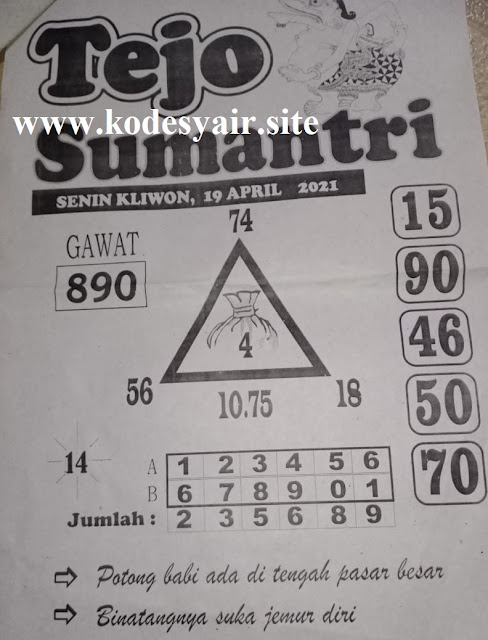 Tejo
www.kodesyair.site
Sumantri
SENIN KLIWON, 19 APRIL 2021
74
15
GAWAT
890
90
4
46
56
10.75
18
50
14
A 1 2 3 4 5 6
B 6 7 8 9 0 1
70
Jumlah : 2 3 5 6 8 9
⇨ Potong babi ada di tengah pasar besar
⇨ Binatangnya suka jemur diri